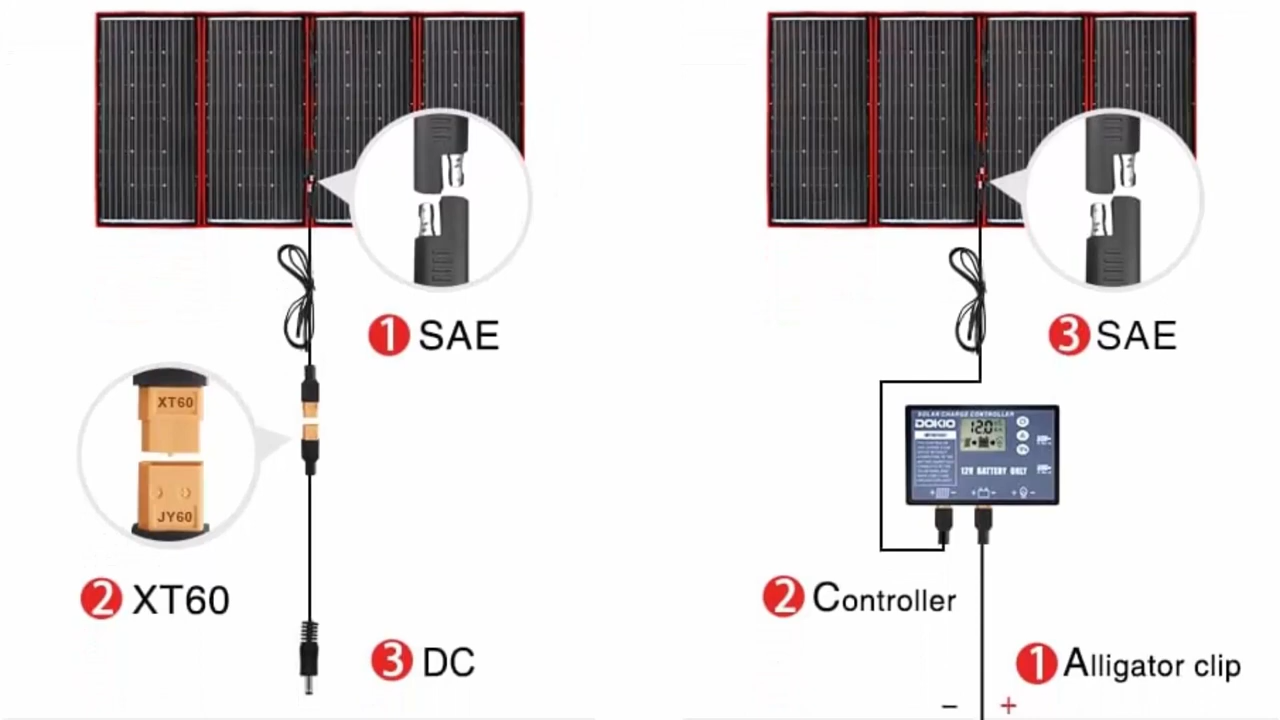 1 SAE
XT60
JY60
2 XT60
3 DC
3 SAE
SOLAR CHARGE CONTROLLER
DOKIO
12.0
12V BATTERY ONLY
+ - + - + -
2 Controller
1 Alligator clip
- +